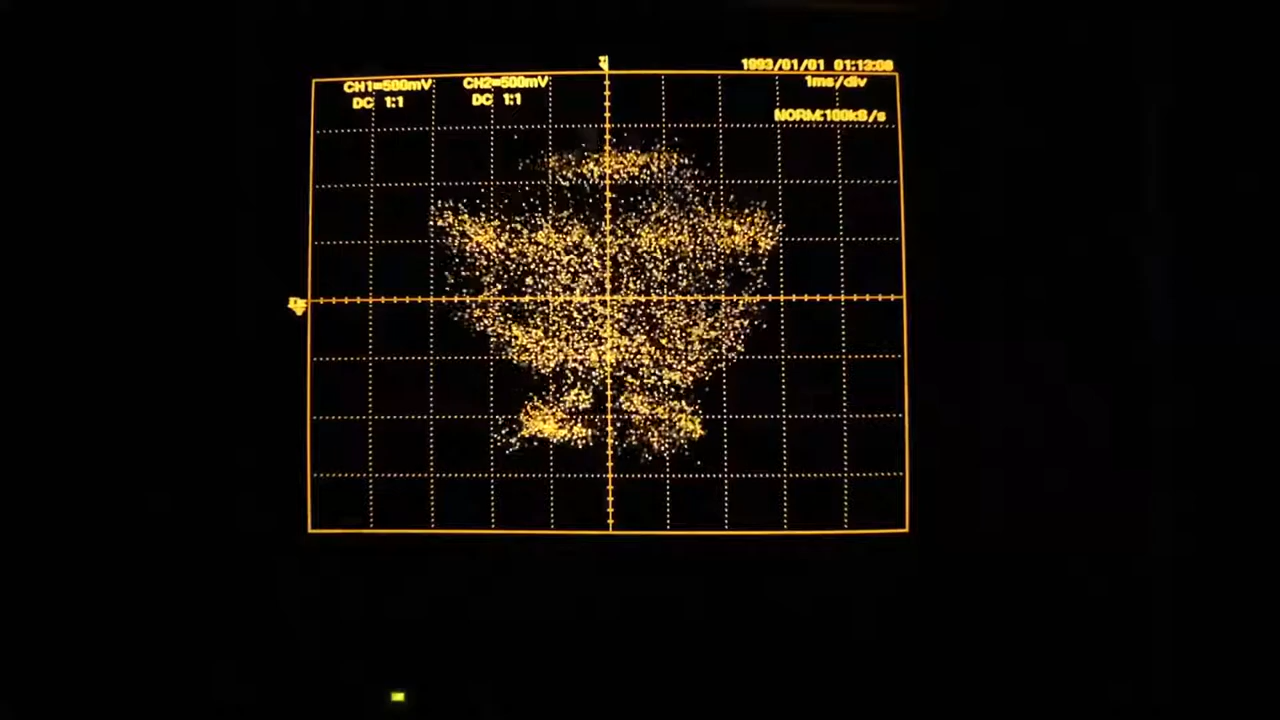 1993/01/01 01:13:08
CH1=500mV CH2=500mV 1ms/div
DC 1:1 DC 1:1
NORM:100kS/s